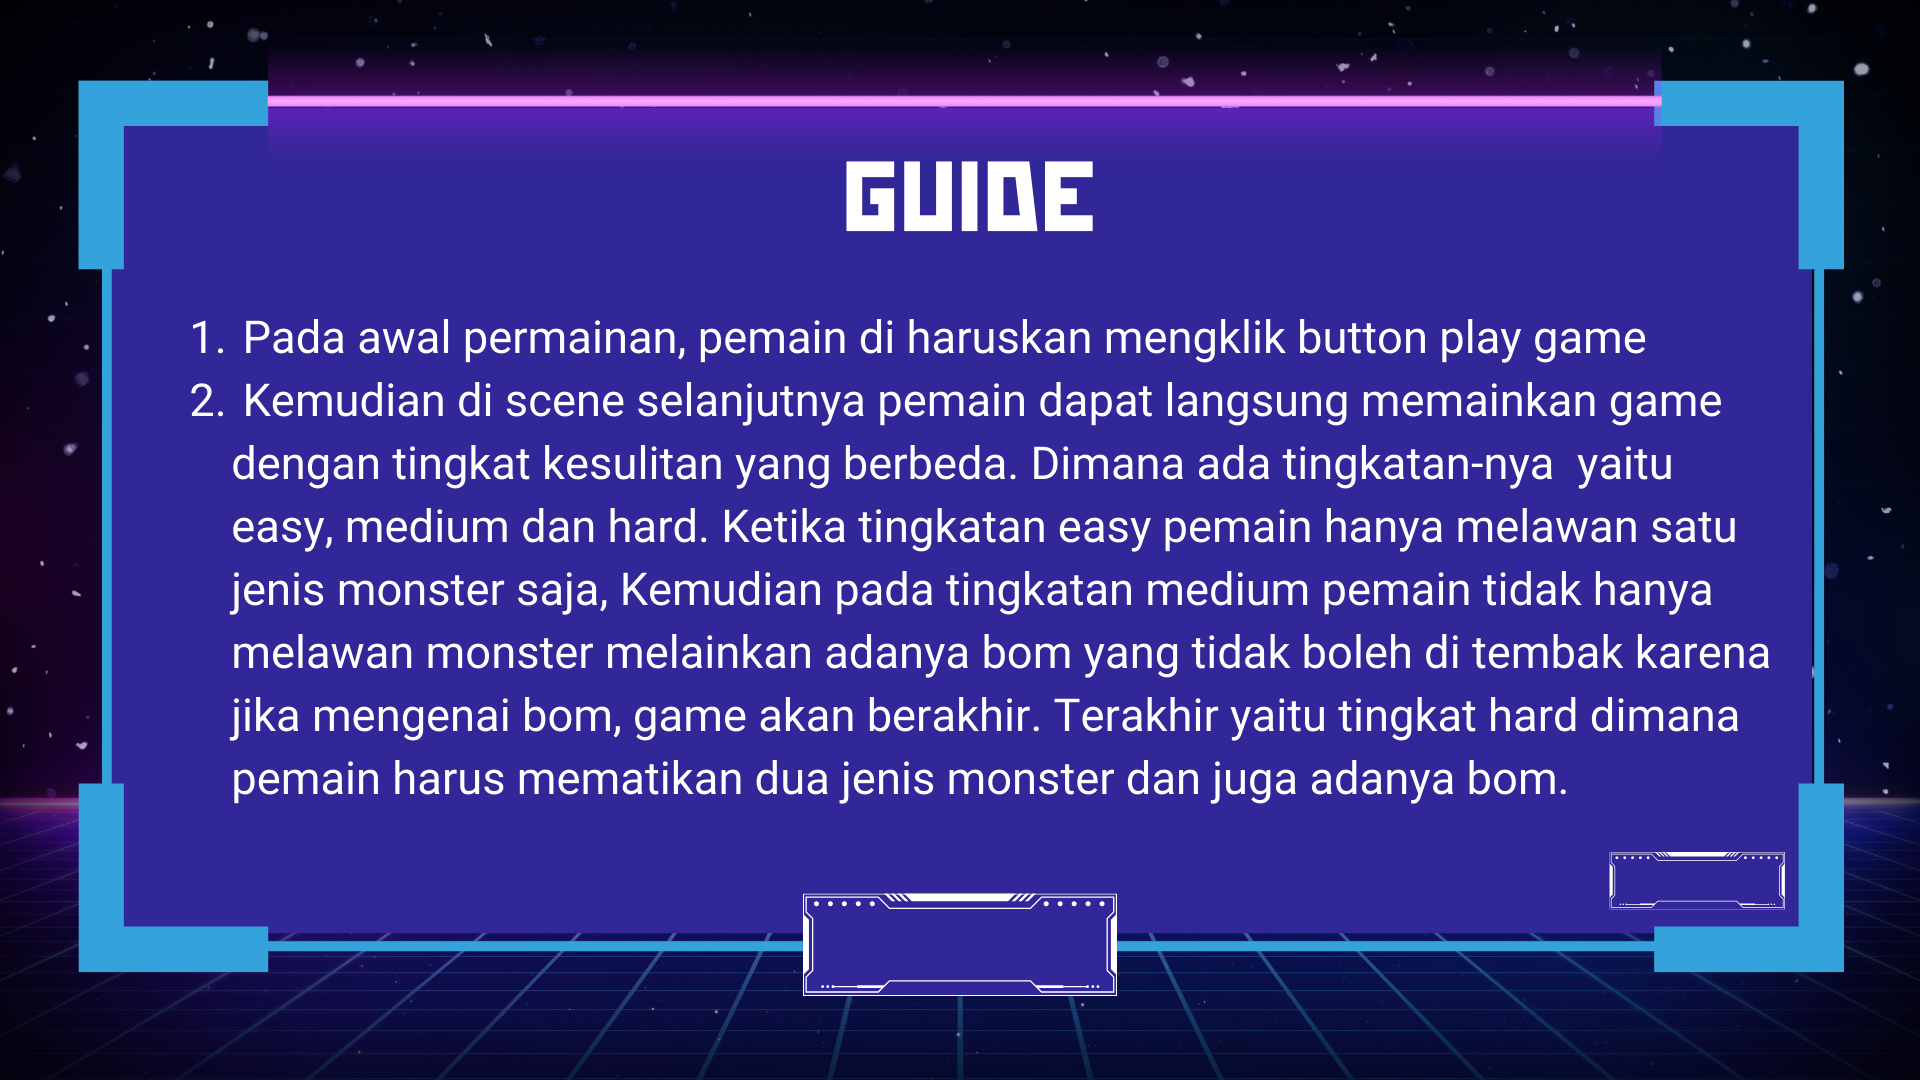 GUIDE
1. Pada awal permainan, pemain di haruskan mengklik button play game
2. Kemudian di scene selanjutnya pemain dapat langsung memainkan game
dengan tingkat kesulitan yang berbeda. Dimana ada tingkatan-nya  yaitu
easy, medium dan hard. Ketika tingkatan easy pemain hanya melawan satu
jenis monster saja, Kemudian pada tingkatan medium pemain tidak hanya
melawan monster melainkan adanya bom yang tidak boleh di tembak karena
jika mengenai bom, game akan berakhir. Terakhir yaitu tingkat hard dimana
pemain harus mematikan dua jenis monster dan juga adanya bom.